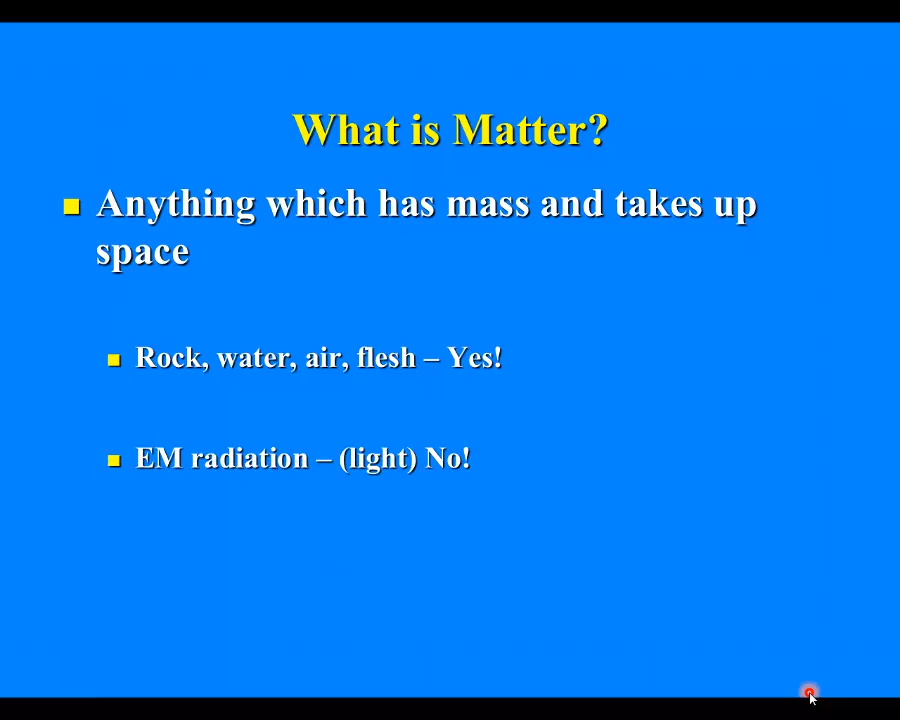 What is Matter?
Anything which has mass and takes up
space
Rock, water, air, flesh – Yes!
EM radiation – (light) No!